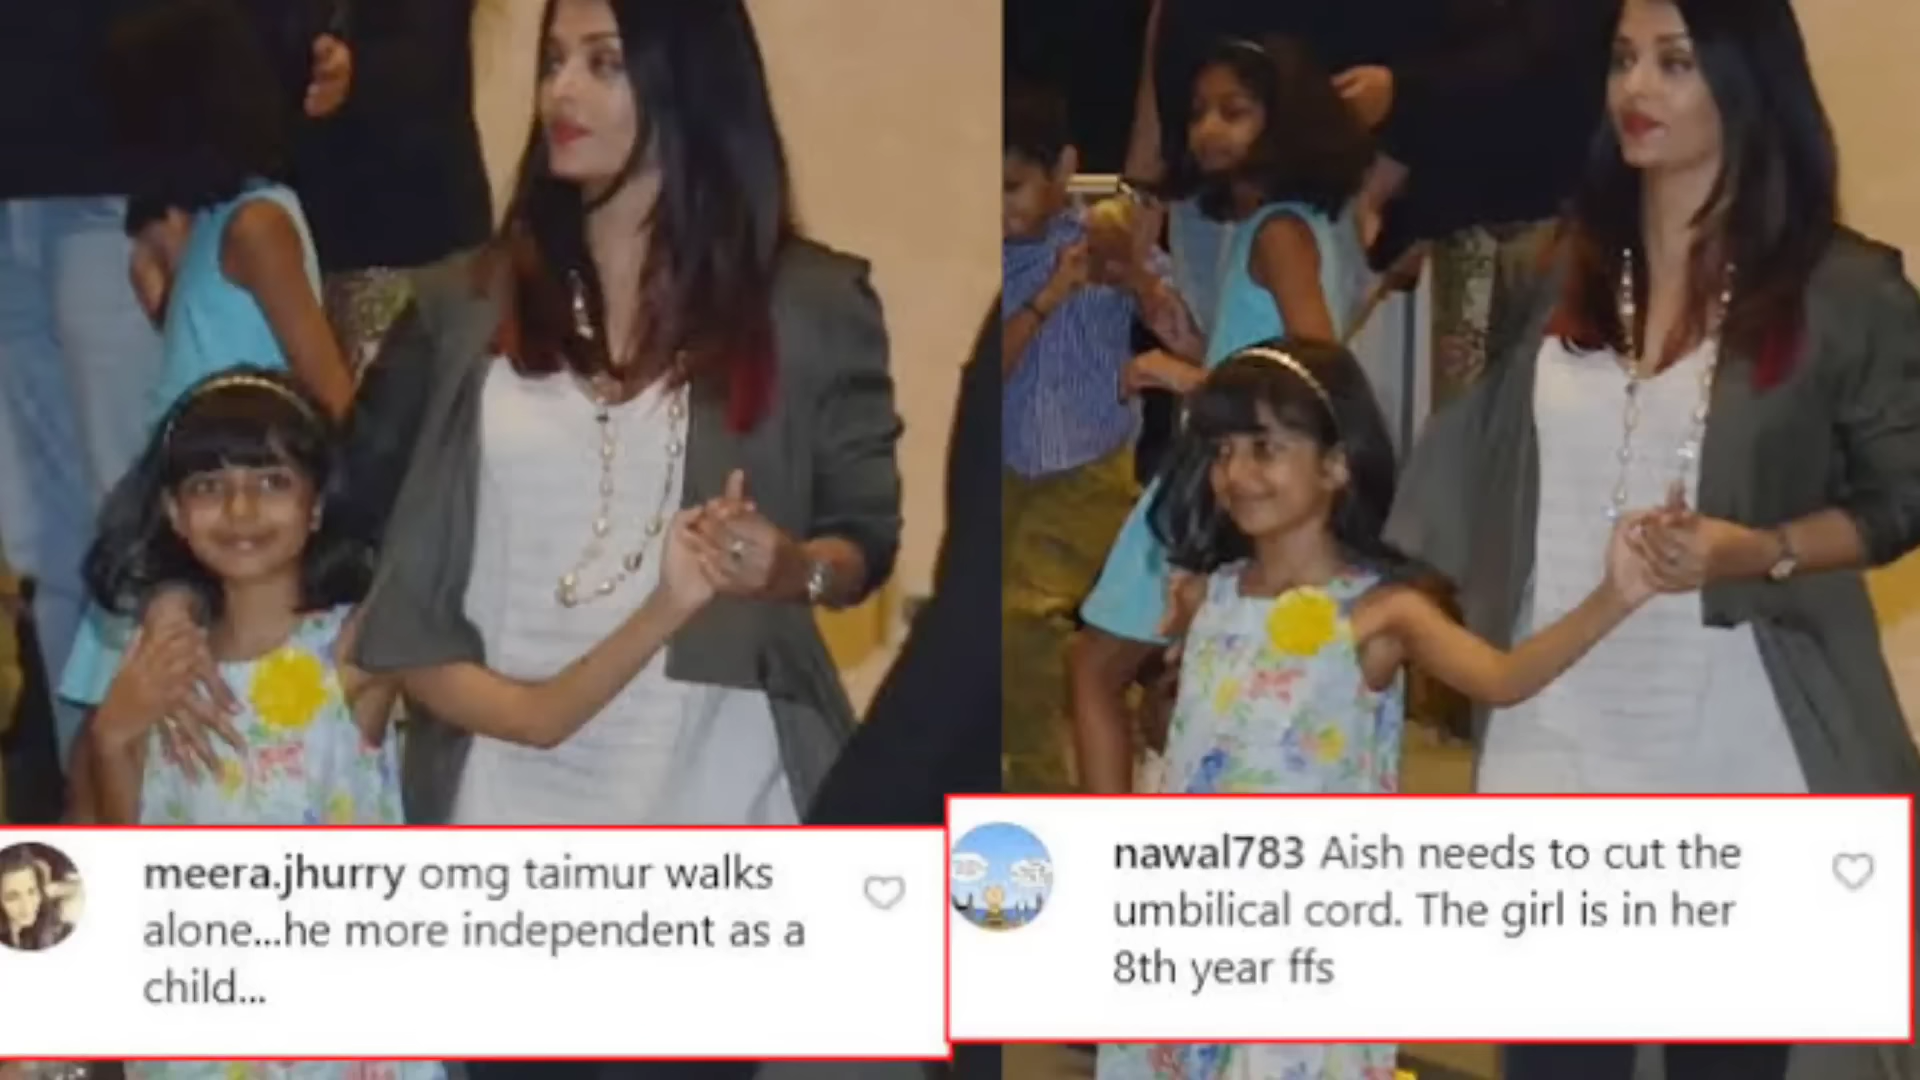 meera.jhurry omg taimur walks
alone...he more independent as a
child...
nawal783 Aish needs to cut the
umbilical cord. The girl is in her
8th year ffs